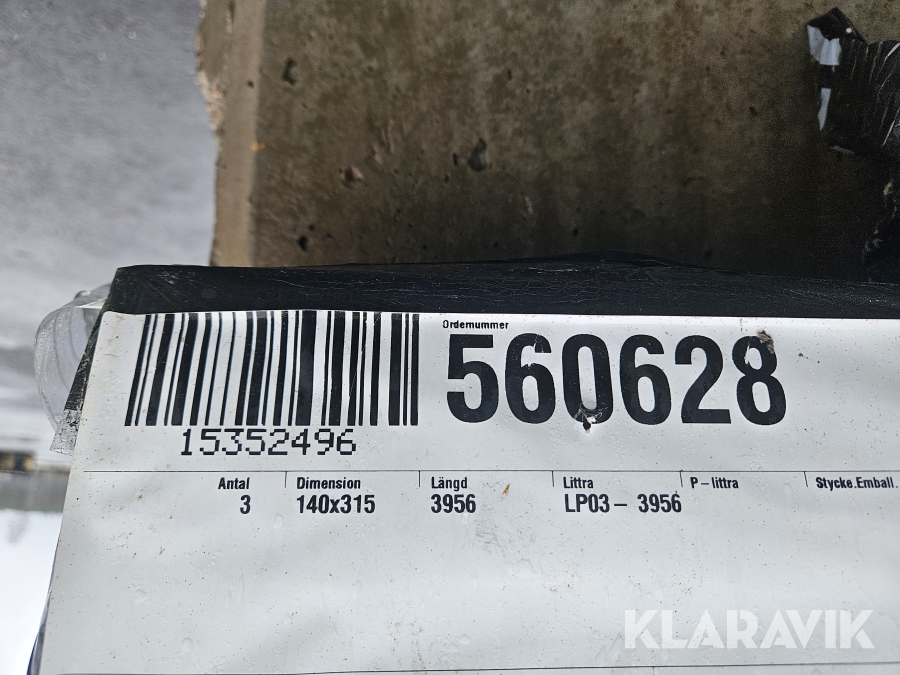 Ordernummer
560628
15352496
Antal Dimension Längd Littra P-littra Stycke.Emball.
3 140x315 3956 LP03- 3956
KLARAVIK